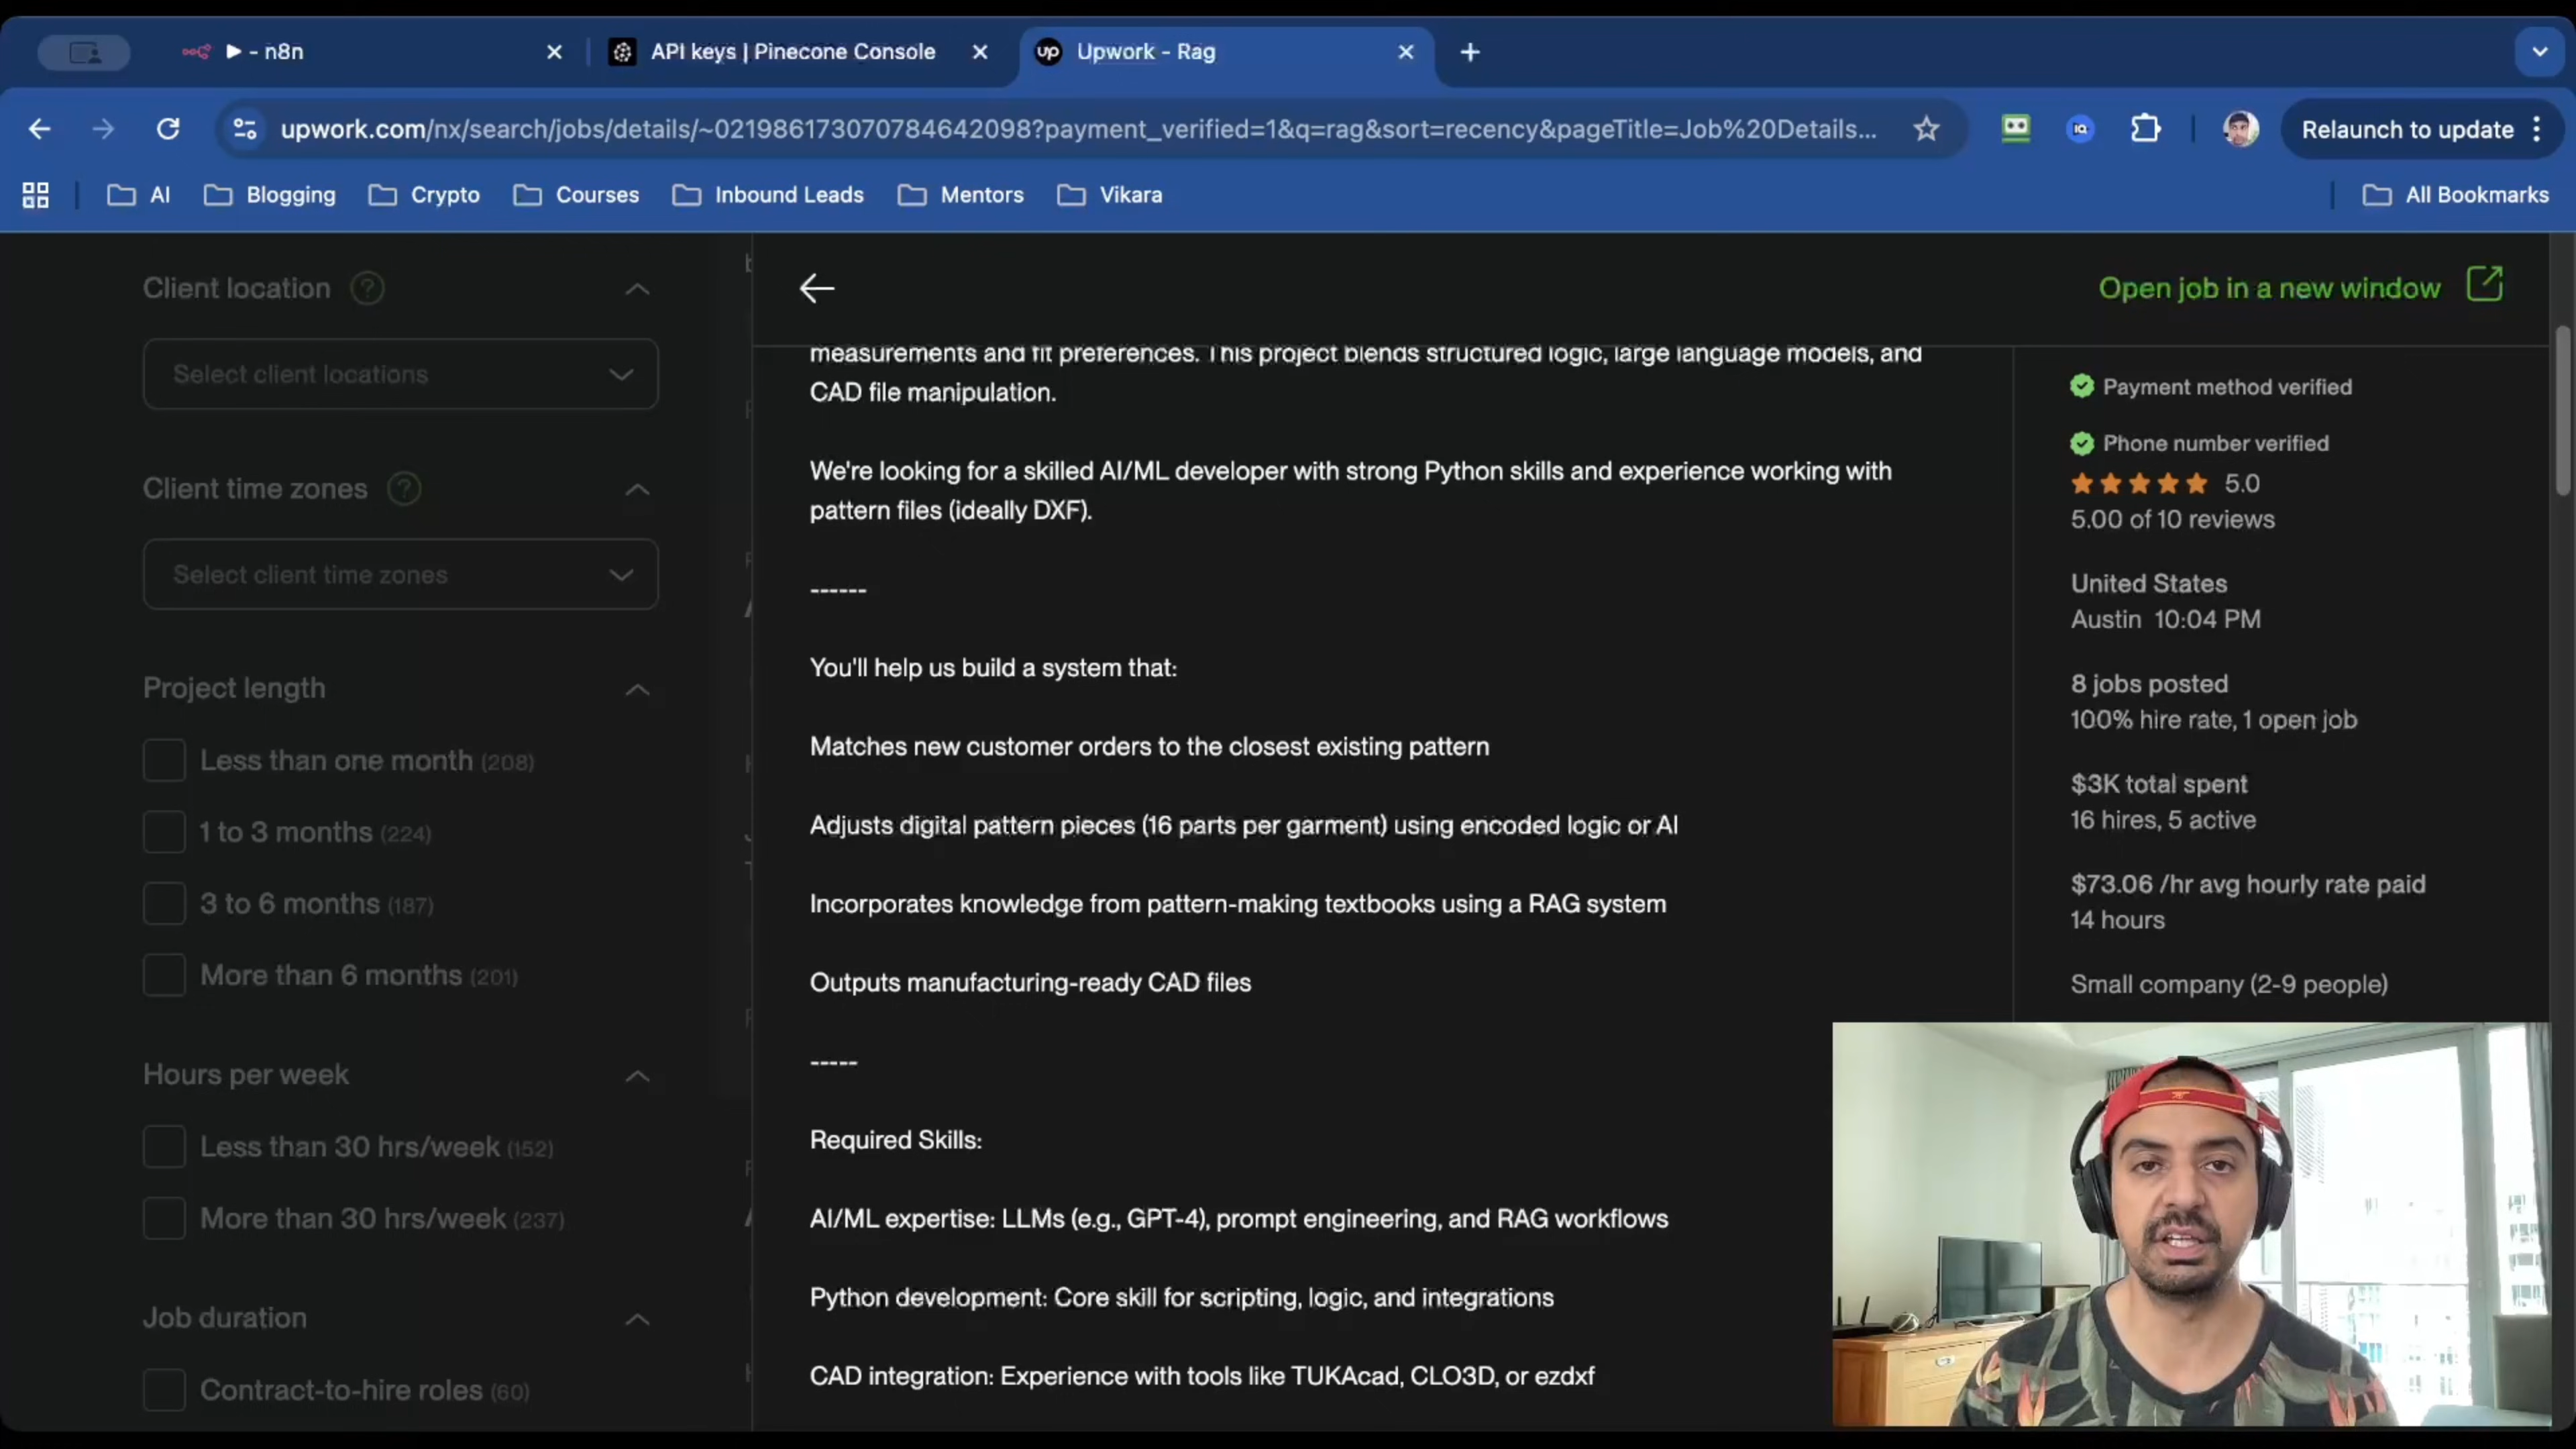 - n8n
API keys | Pinecone Console
up
Upwork - Rag
upwork.com/nx/search/jobs/details/~021986173070784642098?payment_verified=1&q=rag&sort=recency&pageTitle=Job%20Details...
IQ
Relaunch to update
AI
Blogging
Crypto
Courses
Inbound Leads
Mentors
Vikara
All Bookmarks
Client location ?
Select client locations
Client time zones ?
Select client time zones
Project length
Less than one month (208)
1 to 3 months (224)
3 to 6 months (187)
More than 6 months (201)
Hours per week
Less than 30 hrs/week (152)
More than 30 hrs/week (237)
Job duration
Contract-to-hire roles (60)
Open job in a new window
measurements and fit preferences. This project blends structured logic, large language models, and
CAD file manipulation.
We're looking for a skilled AI/ML developer with strong Python skills and experience working with
pattern files (ideally DXF).
------
You'll help us build a system that:
Matches new customer orders to the closest existing pattern
Adjusts digital pattern pieces (16 parts per garment) using encoded logic or AI
Incorporates knowledge from pattern-making textbooks using a RAG system
Outputs manufacturing-ready CAD files
-----
Required Skills:
AI/ML expertise: LLMs (e.g., GPT-4), prompt engineering, and RAG workflows
Python development: Core skill for scripting, logic, and integrations
CAD integration: Experience with tools like TUKAcad, CLO3D, or ezdxf
Payment method verified
Phone number verified
5.0
5.00 of 10 reviews
United States
Austin 10:04 PM
8 jobs posted
100% hire rate, 1 open job
$3K total spent
16 hires, 5 active
$73.06 /hr avg hourly rate paid
14 hours
Small company (2-9 people)